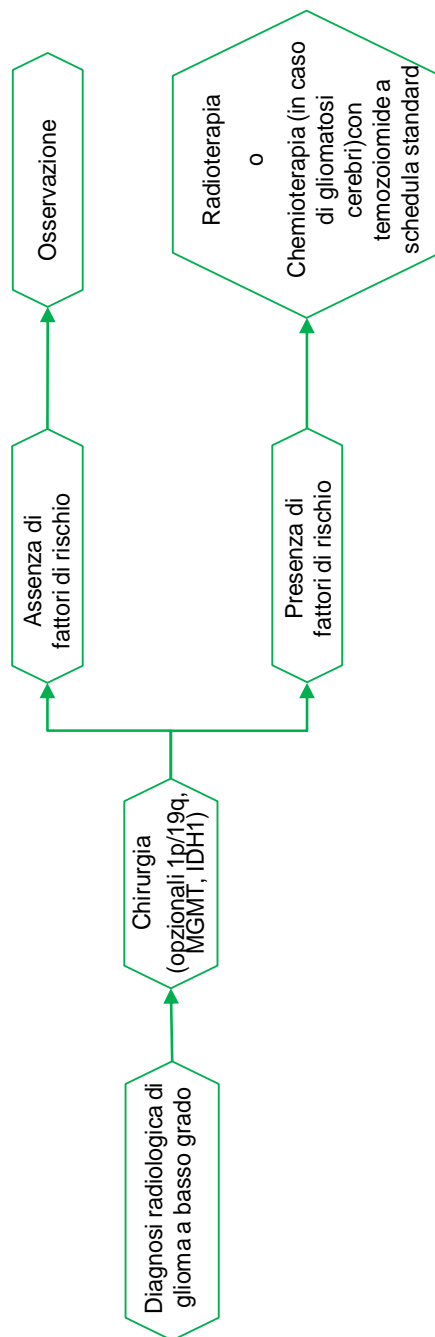 Diagnosi radiologica di
glioma a basso grado
Chirurgia
(opzionali 1p/19q,
MGMT, IDH1)
Assenza di
fattori di rischio
Osservazione
Presenza di
fattori di rischio
Radioterapia
o
Chemioterapia (in caso
di gliomatosi
cerebri)con
temozoiomide a
schedula standard